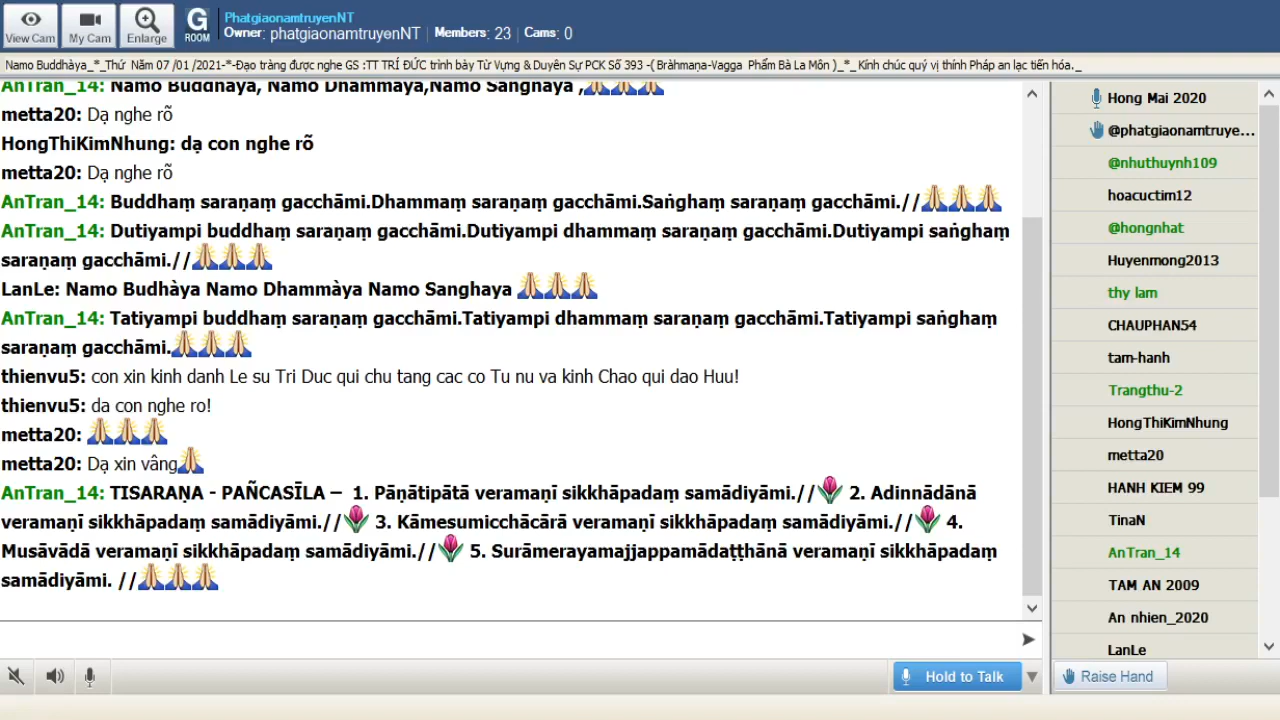 View Cam
My Cam
Enlarge
G
ROOM
PhatgiaonamtruyenNT
Owner: phatgiaonamtruyenNT | Members: 23 | Cams: 0
Namo Buddhàya_*_Thứ Năm 07 /01 /2021-*-Đạo tràng được nghe GS :TT TRÍ ĐỨC trình bày Từ Vựng & Duyên Sự PCK Số 393 -( Bràhmaṇa-Vagga Phẩm Bà La Môn )_*_ Kính chúc quý vị thính Pháp an lạc tiến hóa._
AnTran_14: Namo Buddhaya, Namo Dhammaya,Namo Sanghaya ,🙏🙏🙏
metta20: Dạ nghe rõ
HongThiKimNhung: dạ con nghe rõ
metta20: Dạ nghe rõ
AnTran_14: Buddhaṃ saraṇaṃ gacchāmi.Dhammaṃ saraṇaṃ gacchāmi.Saṅghaṃ saraṇaṃ gacchāmi.//🙏🙏🙏
AnTran_14: Dutiyampi buddhaṃ saraṇaṃ gacchāmi.Dutiyampi dhammaṃ saraṇaṃ gacchāmi.Dutiyampi saṅghaṃ
saraṇaṃ gacchāmi.//🙏🙏🙏
LanLe: Namo Budhàya Namo Dhammàya Namo Sanghaya 🙏🙏🙏
AnTran_14: Tatiyampi buddhaṃ saraṇaṃ gacchāmi.Tatiyampi dhammaṃ saraṇaṃ gacchāmi.Tatiyampi saṅghaṃ
saraṇaṃ gacchāmi.🙏🙏🙏
thienvu5: con xin kinh danh Le su Tri Duc qui chu tang cac co Tu nu va kinh Chao qui dao Huu!
thienvu5: da con nghe ro!
metta20: 🙏🙏🙏
metta20: Dạ xin vâng🙏
AnTran_14: TISARAṆA - PAÑCASĪLA – 1. Pāṇātipātā veramaṇī sikkhāpadaṃ samādiyāmi.//🌷 2. Adinnādānā
veramaṇī sikkhāpadaṃ samādiyāmi.//🌷 3. Kāmesumicchācārā veramaṇī sikkhāpadaṃ samādiyāmi.//🌷 4.
Musāvādā veramaṇī sikkhāpadaṃ samādiyāmi.//🌷 5. Surāmerayamajjappamādaṭṭhānā veramaṇī sikkhāpadaṃ
samādiyāmi. //🙏🙏🙏
Hold to Talk
Hong Mai 2020
@phatgiaonamtruye...
@nhuthuynh109
hoacuctim12
@hongnhat
Huyenmong2013
thy lam
CHAUPHAN54
tam-hanh
Trangthu-2
HongThiKimNhung
metta20
HANH KIEM 99
TinaN
AnTran_14
TAM AN 2009
An nhien_2020
LanLe
Raise Hand